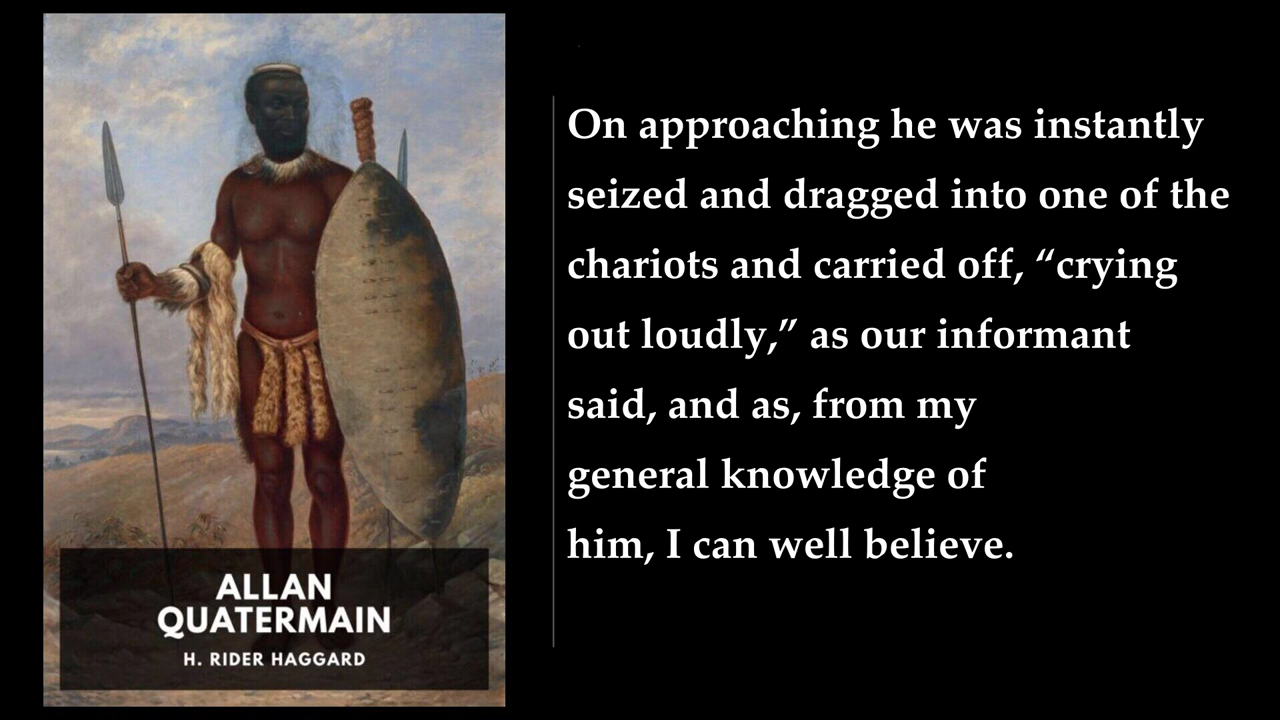 ALLAN
QUATERMAIN
H. RIDER HAGGARD
On approaching he was instantly
seized and dragged into one of the
chariots and carried off, “crying
out loudly,” as our informant
said, and as, from my
general knowledge of
him, I can well believe.